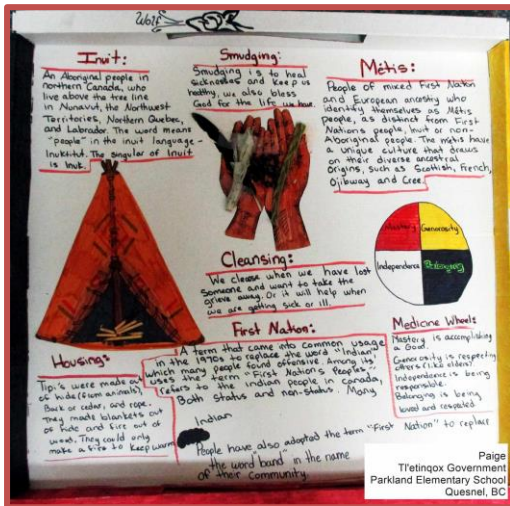 Wolf
Inuit:
An Aboriginal people in
northern Canada, who
live above the tree line
in Nunavut, the Northwest
Territories, Northern Quebec,
and Labrador. The word means
"people" in the inuit language-
Inuktitut. The singular of Inuit
is Inuk.
Smudging:
Smudging is to heal
sicknesses and keep us
healthy, we also bless
God for the life we have.
Métis:
People of mixed First Nation
and European ancestry who
identify themselves as Métis
people, as distinct from First
Nations people, Inuit or non-
Aboriginal people. The métis have
a unique culture that draws
on their diverse ancestral
origins, such as Scottish, French,
Ojibway and Cree.
Mastery
Generosity
Independence
Belonging
Cleansing:
We cleanse when we have lost
someone and want to take the
grieve away. Or it will help when
we are getting sick or ill.
Housing:
Tipi's were made out
of hide (from animals),
Bark or cedar, and rope.
They made blankets out
of hide and fire out of
wood. They could only
make a fire to keep warm
First Nation:
A term that came into common usage
in the 1970s to replace the word "Indian"
which many people found offensive. Among its
uses the term "First Nations Peoples"
refers to the indian people in canada,
Both status and non-status. Many
Indian
People have also adopted the term "First Nation" to replace
the word "band" in the name
of their community.
Medicine Wheel:
Mastery is accomplishing
a Goal.
Generosity is respecting
others (like elders)
Independence is being
responsible.
Belonging is being
loved and respected
Paige
Tl'etinqox Government
Parkland Elementary School
Quesnel, BC